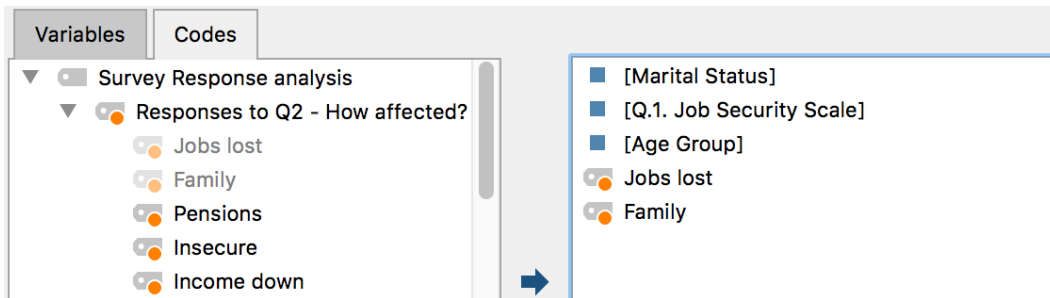 Variables
Codes
Survey Response analysis
Responses to Q2 - How affected?
Jobs lost
Family
Pensions
Insecure
Income down
[Marital Status]
[Q.1. Job Security Scale]
[Age Group]
Jobs lost
Family